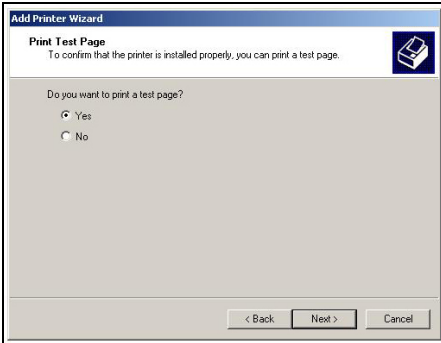 Add Printer Wizard
Print Test Page
To confirm that the printer is installed properly, you can print a test page.
Do you want to print a test page?
Yes
No
< Back
Next >
Cancel